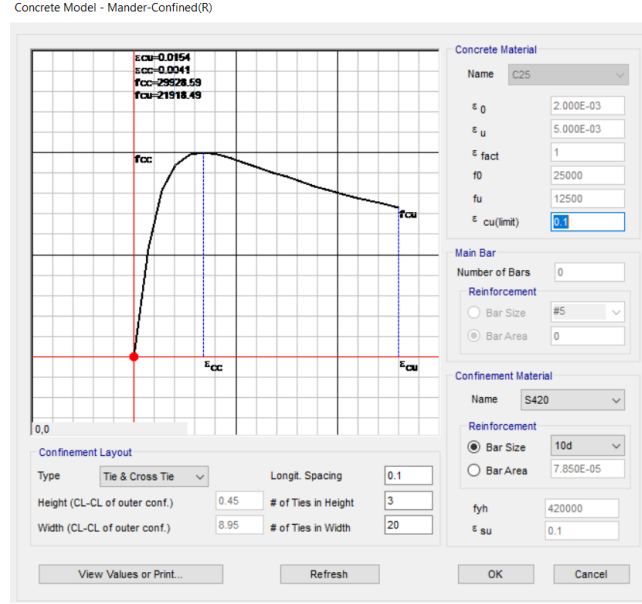 Concrete Model - Mander-Confined(R)
εcu=0.0154
εcc=0.0041
fcc=29928.59
fcu=21918.49
fcc
fcu
εcc
εcu
0,0
Concrete Material
Name C25
ε 0 2.000E-03
ε u 5.000E-03
ε fact 1
f0 25000
fu 12500
ε cu(limit) 0.1
Main Bar
Number of Bars 0
Reinforcement
Bar Size #5
Bar Area 0
Confinement Material
Name S420
Reinforcement
Bar Size 10d
Bar Area 7.850E-05
fyh 420000
ε su 0.1
Confinement Layout
Type Tie & Cross Tie Longit. Spacing 0.1
Height (CL-CL of outer conf.) 0.45 # of Ties in Height 3
Width (CL-CL of outer conf.) 8.95 # of Ties in Width 20
View Values or Print... Refresh OK Cancel